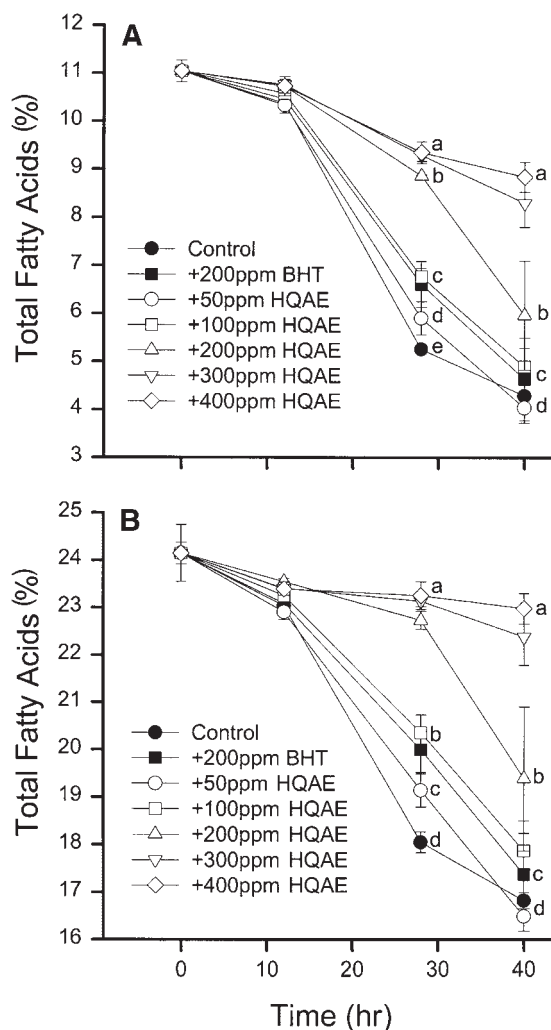 A
Total Fatty Acids (%)
12
11
10
9
8
7
6
5
4
3
Control
+200ppm BHT
+50ppm HQAE
+100ppm HQAE
+200ppm HQAE
+300ppm HQAE
+400ppm HQAE
a
b
c
d
e
a
b
c
d
B
Total Fatty Acids (%)
25
24
23
22
21
20
19
18
17
16
Control
+200ppm BHT
+50ppm HQAE
+100ppm HQAE
+200ppm HQAE
+300ppm HQAE
+400ppm HQAE
a
b
c
d
a
b
c
d
0
10
20
30
40
Time (hr)